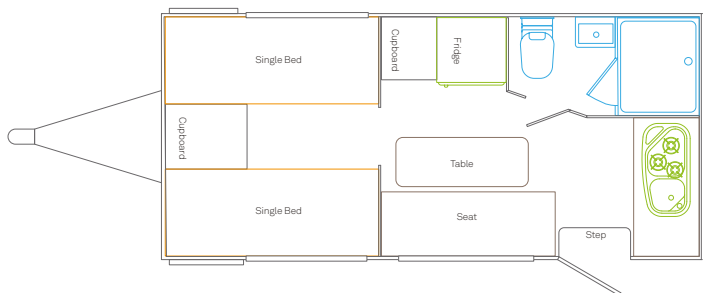 Single Bed
Cupboard
Fridge
Cupboard
Table
Single Bed
Seat
Step